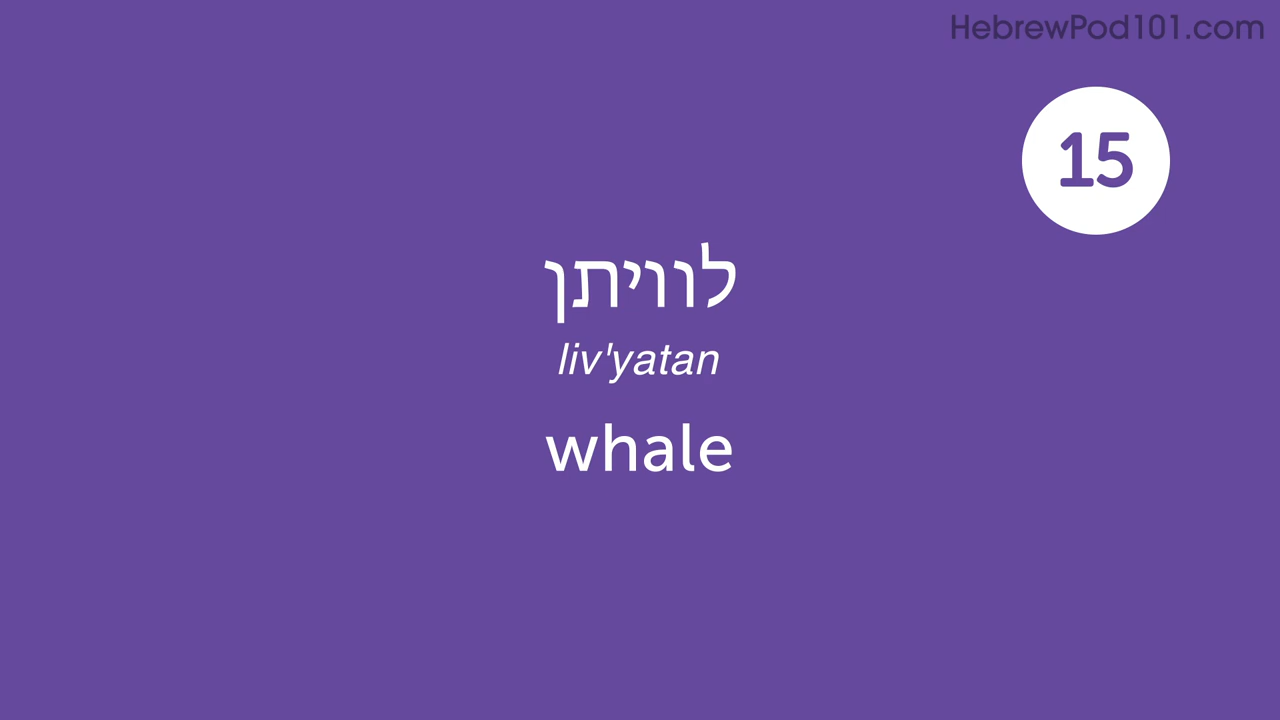 HebrewPod101.com
15
לוויתן
liv'yatan
whale